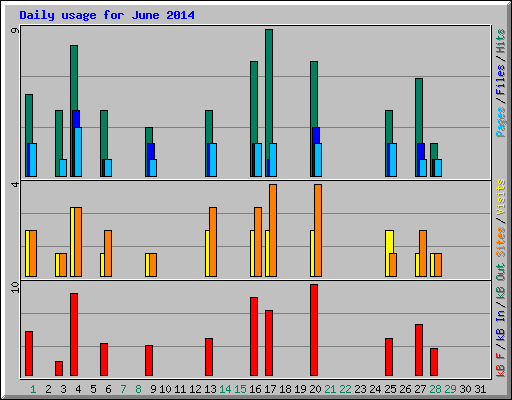 Daily usage for June 2014
9
4
10
Pages / Files / Hits
Sites / Visits
kB F / kB In / kB Out
1 2 3 4 5 6 7 8 9 10 11 12 13 14 15 16 17 18 19 20 21 22 23 24 25 26 27 28 29 30 31